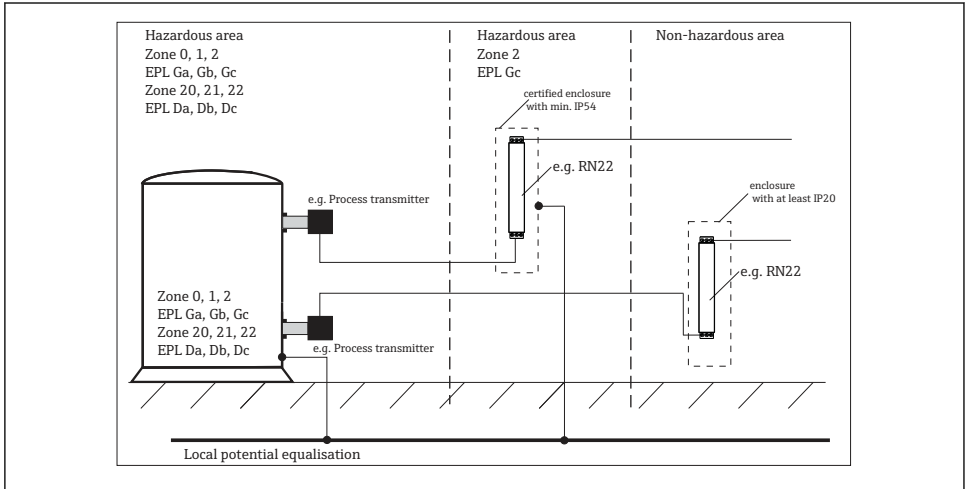 Hazardous area
Zone 0, 1, 2
EPL Ga, Gb, Gc
Zone 20, 21, 22
EPL Da, Db, Dc
Hazardous area
Zone 2
EPL Gc
Non-hazardous area
certified enclosure
with min. IP54
e.g. RN22
enclosure
with at least IP20
e.g. RN22
e.g. Process transmitter
Zone 0, 1, 2
EPL Ga, Gb, Gc
Zone 20, 21, 22
EPL Da, Db, Dc
e.g. Process transmitter
Local potential equalisation